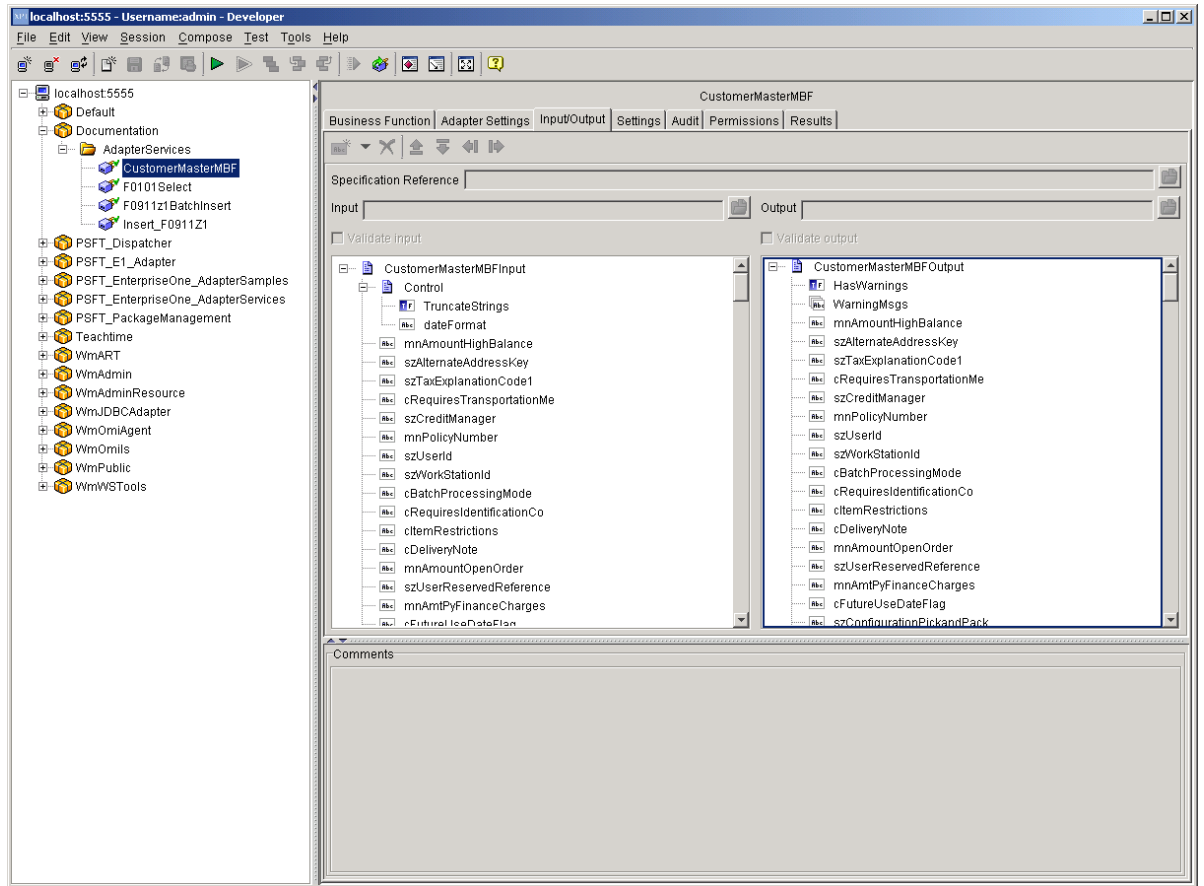 localhost:5555 - Username:admin - Developer
File Edit View Session Compose Test Tools Help
localhost:5555
Default
Documentation
AdapterServices
CustomerMasterMBF
F0101Select
F0911z1BatchInsert
Insert_F0911Z1
PSFT_Dispatcher
PSFT_E1_Adapter
PSFT_EnterpriseOne_AdapterSamples
PSFT_EnterpriseOne_AdapterServices
PSFT_PackageManagement
Teachtime
WmART
WmAdmin
WmAdminResource
WmJDBCAdapter
WmOmiAgent
WmOmils
WmPublic
WmWSTools
CustomerMasterMBF
Business Function Adapter Settings Input/Output Settings Audit Permissions Results
Specification Reference
Input
Output
Validate input
Validate output
CustomerMasterMBFInput
Control
TruncateStrings
dateFormat
mnAmountHighBalance
szAlternateAddressKey
szTaxExplanationCode1
cRequiresTransportationMe
szCreditManager
mnPolicyNumber
szUserId
szWorkStationId
cBatchProcessingMode
cRequiresIdentificationCo
cItemRestrictions
cDeliveryNote
mnAmountOpenOrder
szUserReservedReference
mnAmtPyFinanceCharges
cFutureUseDateFlag
CustomerMasterMBFOutput
HasWarnings
WarningMsgs
mnAmountHighBalance
szAlternateAddressKey
szTaxExplanationCode1
cRequiresTransportationMe
szCreditManager
mnPolicyNumber
szUserId
szWorkStationId
cBatchProcessingMode
cRequiresIdentificationCo
cItemRestrictions
cDeliveryNote
mnAmountOpenOrder
szUserReservedReference
mnAmtPyFinanceCharges
cFutureUseDateFlag
szConfigurationPickandPack
Comments